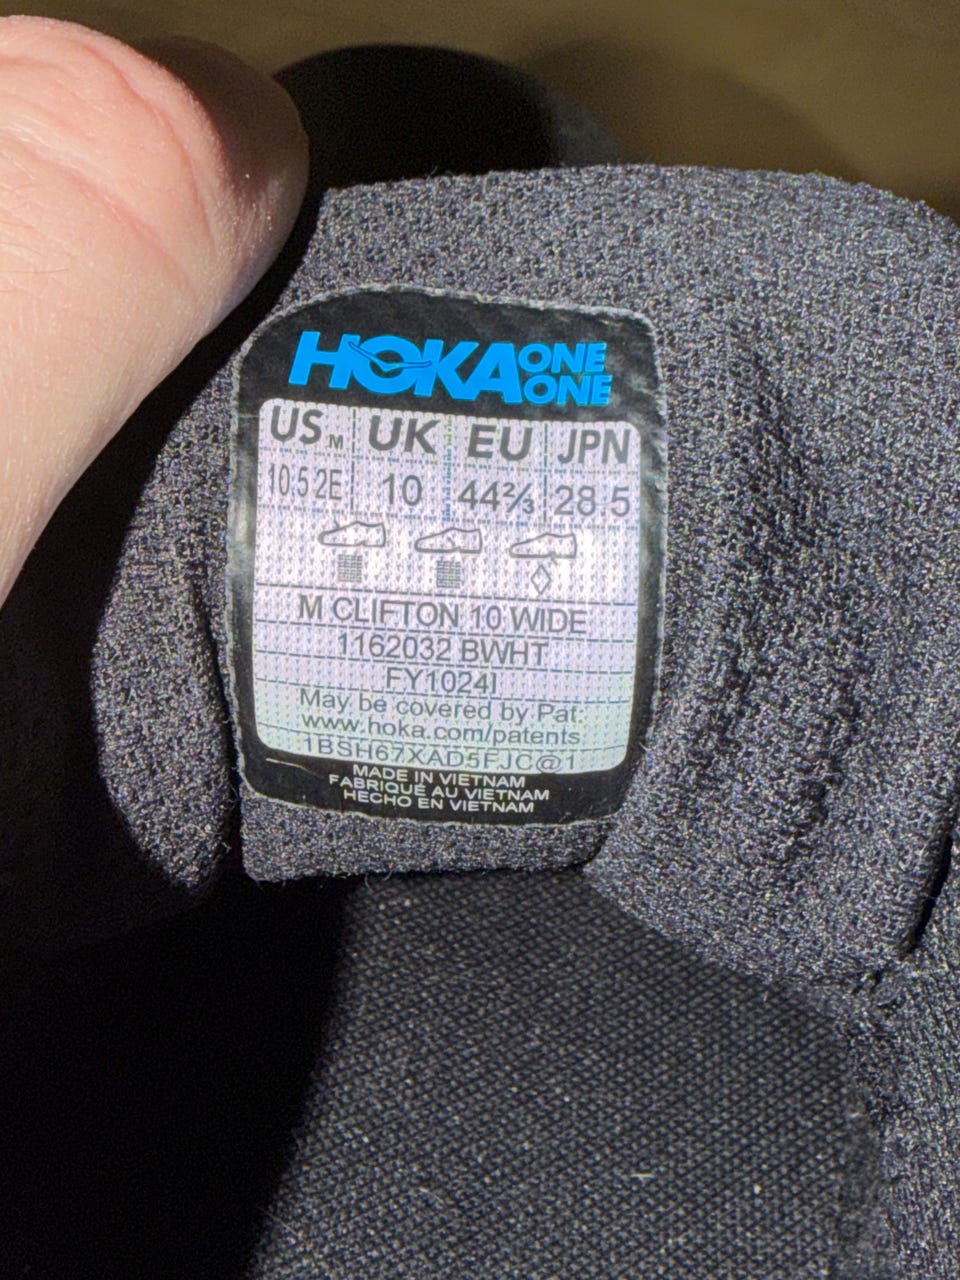 HOKA ONE ONE
US M UK EU JPN
10.5 2E 10 44⅔ 28.5
M CLIFTON 10 WIDE
1162032 BWHT
FY1024I
May be covered by Pat:
www.hoka.com/patents
1BSH67XAD5FJC@1
MADE IN VIETNAM
FABRIQUÉ AU VIETNAM
HECHO EN VIETNAM